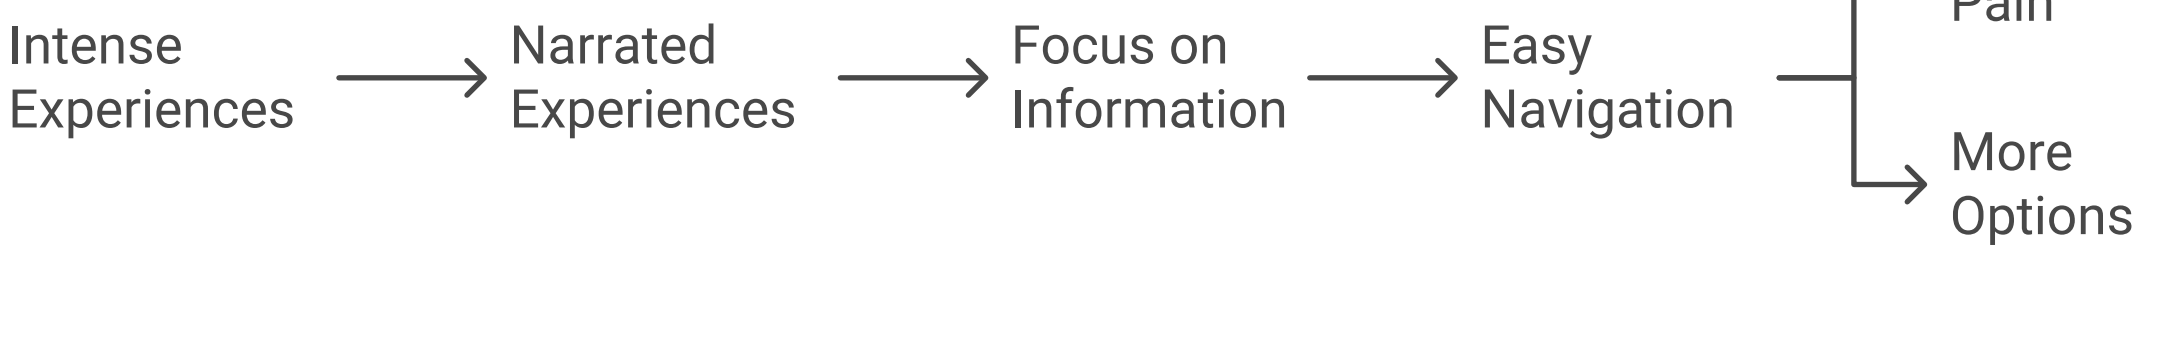 Intense
Experiences
Narrated
Experiences
Focus on
Information
Easy
Navigation
Pain
More
Options